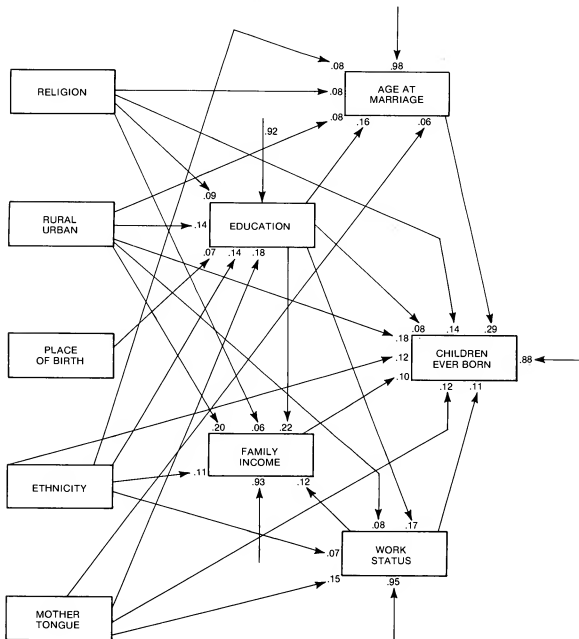 .08
.98
RELIGION
.08
AGE AT
MARRIAGE
.08
.16
.06
.92
.09
RURAL
URBAN
.14
EDUCATION
.07
.14
.18
PLACE
OF BIRTH
.08
.14
.29
.18
.12
CHILDREN
EVER BORN
.88
.10
.12
.11
.20
.06
.22
FAMILY
INCOME
ETHNICITY
.11
.93
.12
.08
.17
.07
WORK
STATUS
.15
.95
MOTHER
TONGUE